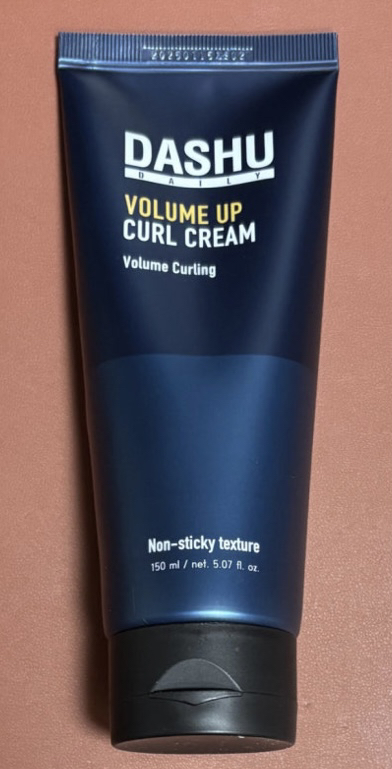 DASHU
DAILY
VOLUME UP
CURL CREAM
Volume Curling
Non-sticky texture
150 ml / net. 5.07 fl. oz.